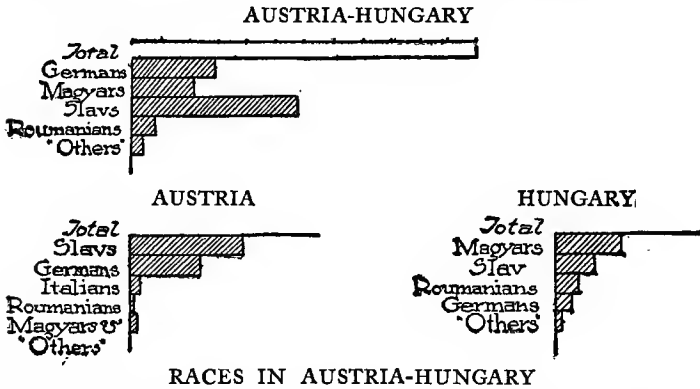 AUSTRIA-HUNGARY
Total
Germans
Magyars
Slavs
Roumanians
"Others"
AUSTRIA
Total
Slavs
Germans
Italians
Roumanians
Magyars &
"Others"
HUNGARY
Total
Magyars
Slav
Roumanians
Germans
"Others"
RACES IN AUSTRIA-HUNGARY